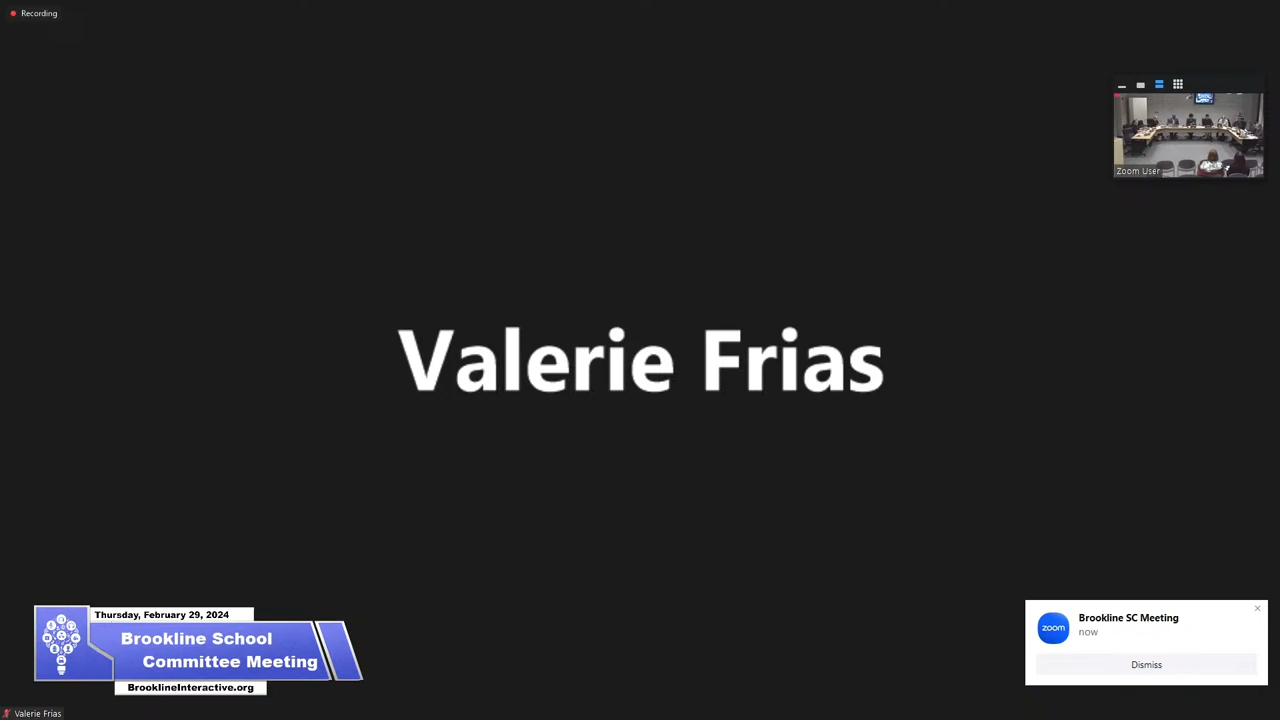 Recording
Zoom User
Valerie Frias
Thursday, February 29, 2024
Brookline School
Committee Meeting
BrooklineInteractive.org
zoom
Brookline SC Meeting
now
Dismiss
Valerie Frias